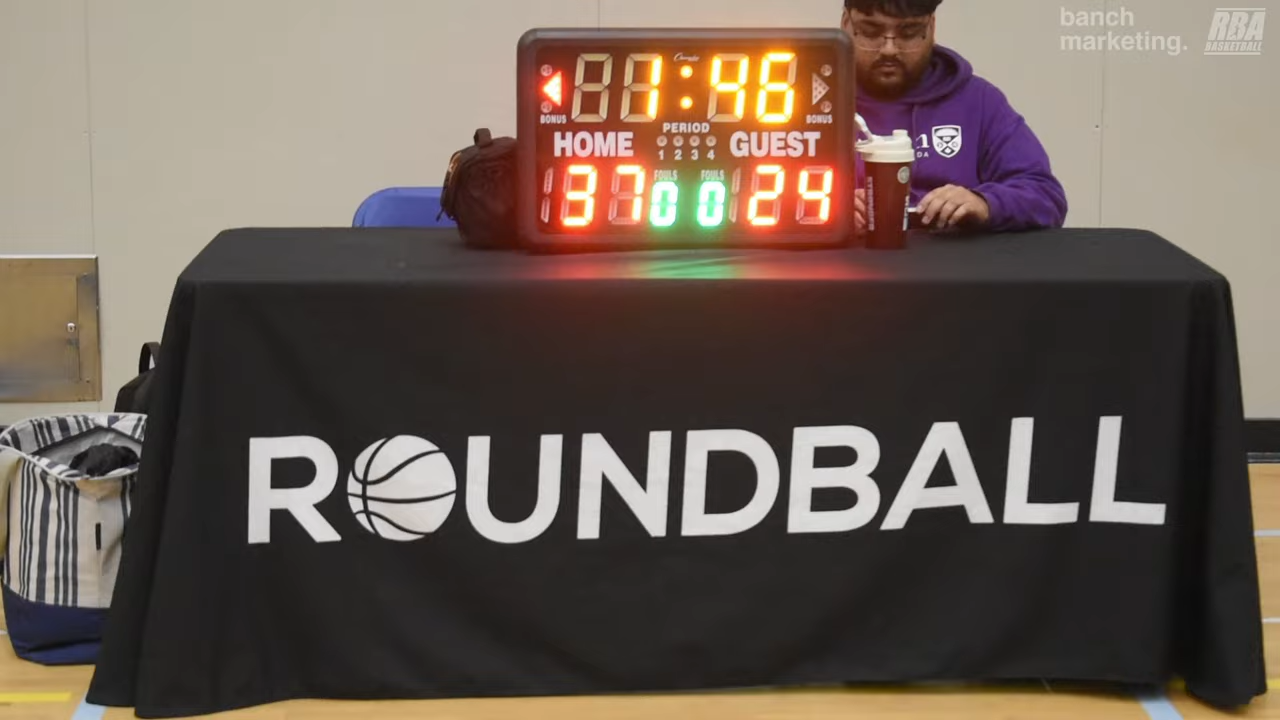 banch
marketing.
RBA
BASKETBALL
1:46
BONUS
BONUS
PERIOD
HOME
GUEST
1 2 3 4
FOULS
FOULS
37
0 0
24
ROUNDBALL